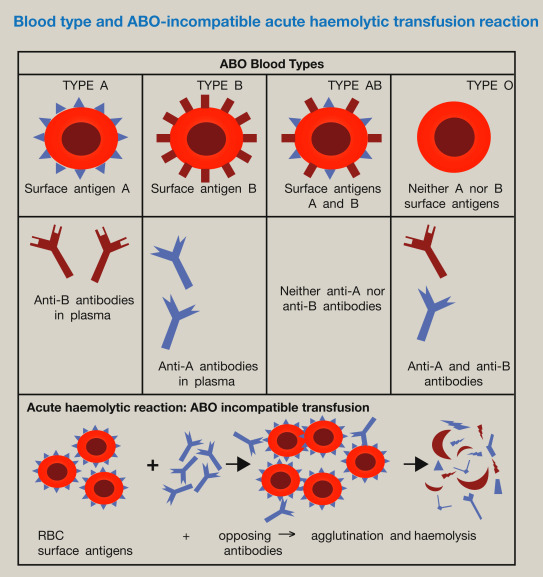 Blood type and ABO-incompatible acute haemolytic transfusion reaction
ABO Blood Types
TYPE A
TYPE B
TYPE AB
TYPE O
Surface antigen A
Surface antigen B
Surface antigens
A and B
Neither A nor B
surface antigens
Anti-B antibodies
in plasma
Anti-A antibodies
in plasma
Neither anti-A nor
anti-B antibodies
Anti-A and anti-B
antibodies
Acute haemolytic reaction: ABO incompatible transfusion
+
RBC
surface antigens
+
opposing
antibodies
→
agglutination and haemolysis